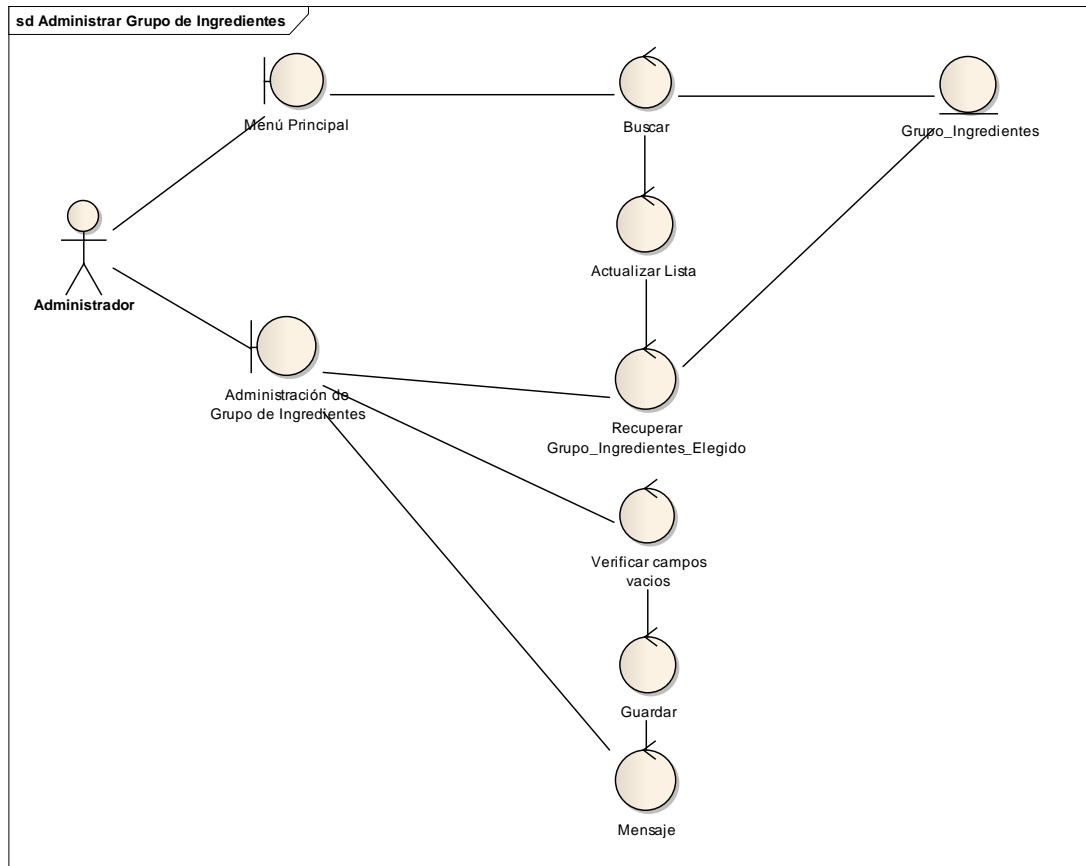 sd Administrar Grupo de Ingredientes
Menú Principal
Buscar
Grupo_Ingredientes
Actualizar Lista
Administrador
Administración de
Grupo de Ingredientes
Recuperar
Grupo_Ingredientes_Elegido
Verificar campos
vacios
Guardar
Mensaje